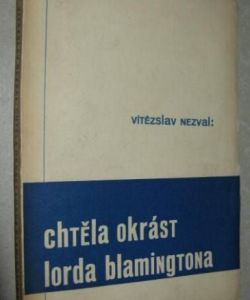 VÍTĚZSLAV NEZVAL:
CHTĚLA OKRÁST
LORDA BLAMINGTONA